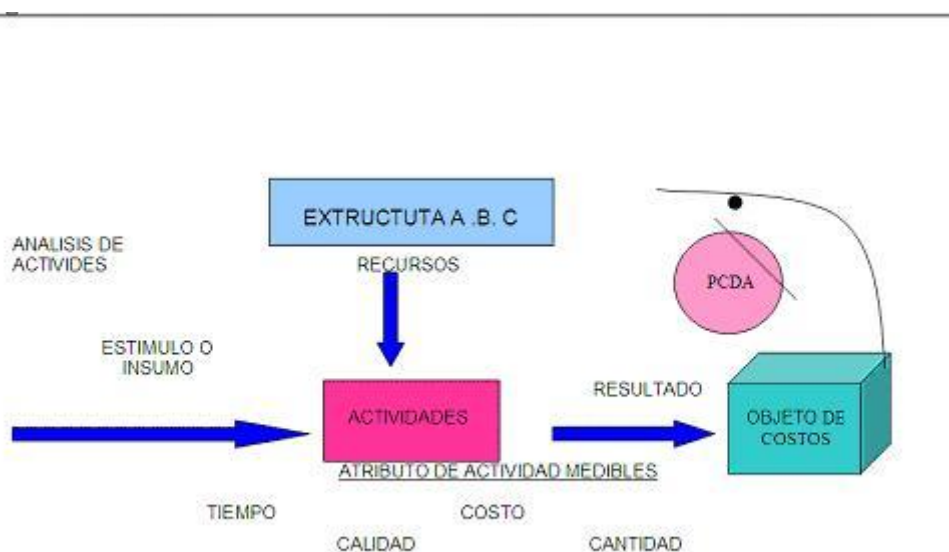 EXTRUCTUTA A .B. C
ANALISIS DE
ACTIVIDES
RECURSOS
PCDA
ESTIMULO O
INSUMO
RESULTADO
ACTIVIDADES
OBJETO DE
COSTOS
ATRIBUTO DE ACTIVIDAD MEDIBLES
TIEMPO
COSTO
CALIDAD
CANTIDAD